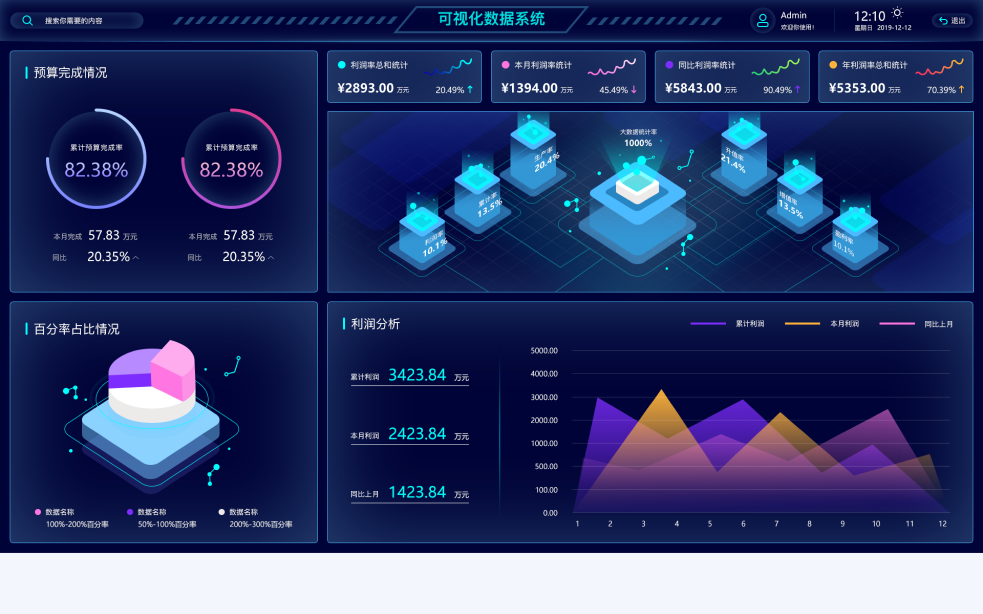 搜索你需要的内容
可视化数据系统
Admin
欢迎你使用!
12:10
星期日 2019-12-12
退出
预算完成情况
累计预算完成率
82.38%
累计预算完成率
82.38%
本月完成 57.83 万元
同比 20.35%
本月完成 57.83 万元
同比 20.35%
利润率总和统计
¥2893.00 万元 20.49%
本月利润率统计
¥1394.00 万元 45.49%
同比利润率统计
¥5843.00 万元 90.49%
年利润率总和统计
¥5353.00 万元 70.39%
大数据统计率
1000%
生产率
20.4%
累计率
13.5%
利润率
10.1%
升值率
21.4%
增值率
13.5%
盈利率
10.1%
百分率占比情况
数据名称
100%-200%百分率
数据名称
50%-100%百分率
数据名称
200%-300%百分率
利润分析
累计利润
本月利润
同比上月
累计利润 3423.84 万元
本月利润 2423.84 万元
同比上月 1423.84 万元
5000.00
4000.00
3000.00
2000.00
1000.00
500.00
100.00
0.00
1 2 3 4 5 6 7 8 9 10 11 12